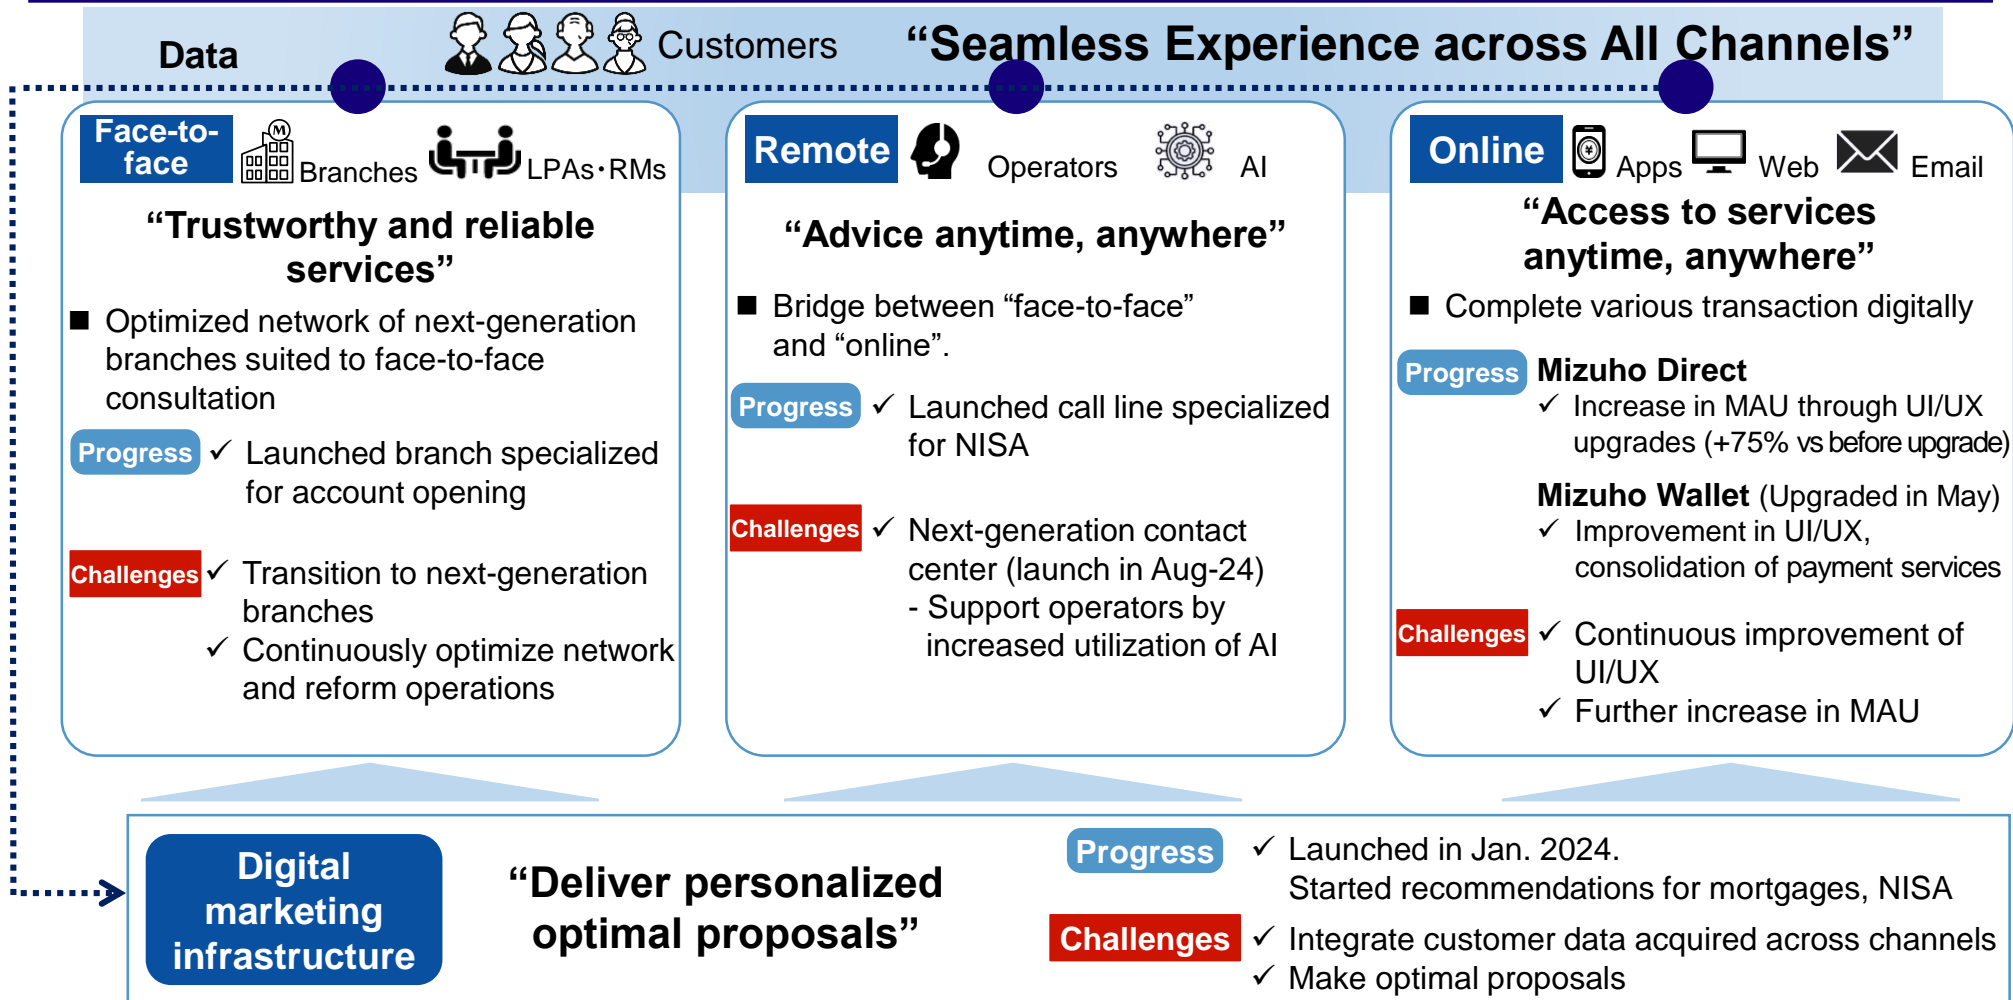 Data
Customers
“Seamless Experience across All Channels”
Face-to-
face
M
Branches
LPAs･RMs
“Trustworthy and reliable
services”
■ Optimized network of next-generation
branches suited to face-to-face
consultation
Progress
✓ Launched branch specialized
for account opening
Challenges
✓ Transition to next-generation
branches
✓ Continuously optimize network
and reform operations
Remote
Operators
AI
“Advice anytime, anywhere”
■ Bridge between “face-to-face”
and “online”.
Progress
✓ Launched call line specialized
for NISA
Challenges
✓ Next-generation contact
center (launch in Aug-24)
- Support operators by
increased utilization of AI
Online
¥
Apps
Web
Email
“Access to services
anytime, anywhere”
■ Complete various transaction digitally
Progress
Mizuho Direct
✓ Increase in MAU through UI/UX
upgrades (+75% vs before upgrade)
Mizuho Wallet (Upgraded in May)
✓ Improvement in UI/UX,
consolidation of payment services
Challenges
✓ Continuous improvement of
UI/UX
✓ Further increase in MAU
Digital
marketing
infrastructure
“Deliver personalized
optimal proposals”
Progress
✓ Launched in Jan. 2024.
Started recommendations for mortgages, NISA
Challenges
✓ Integrate customer data acquired across channels
✓ Make optimal proposals